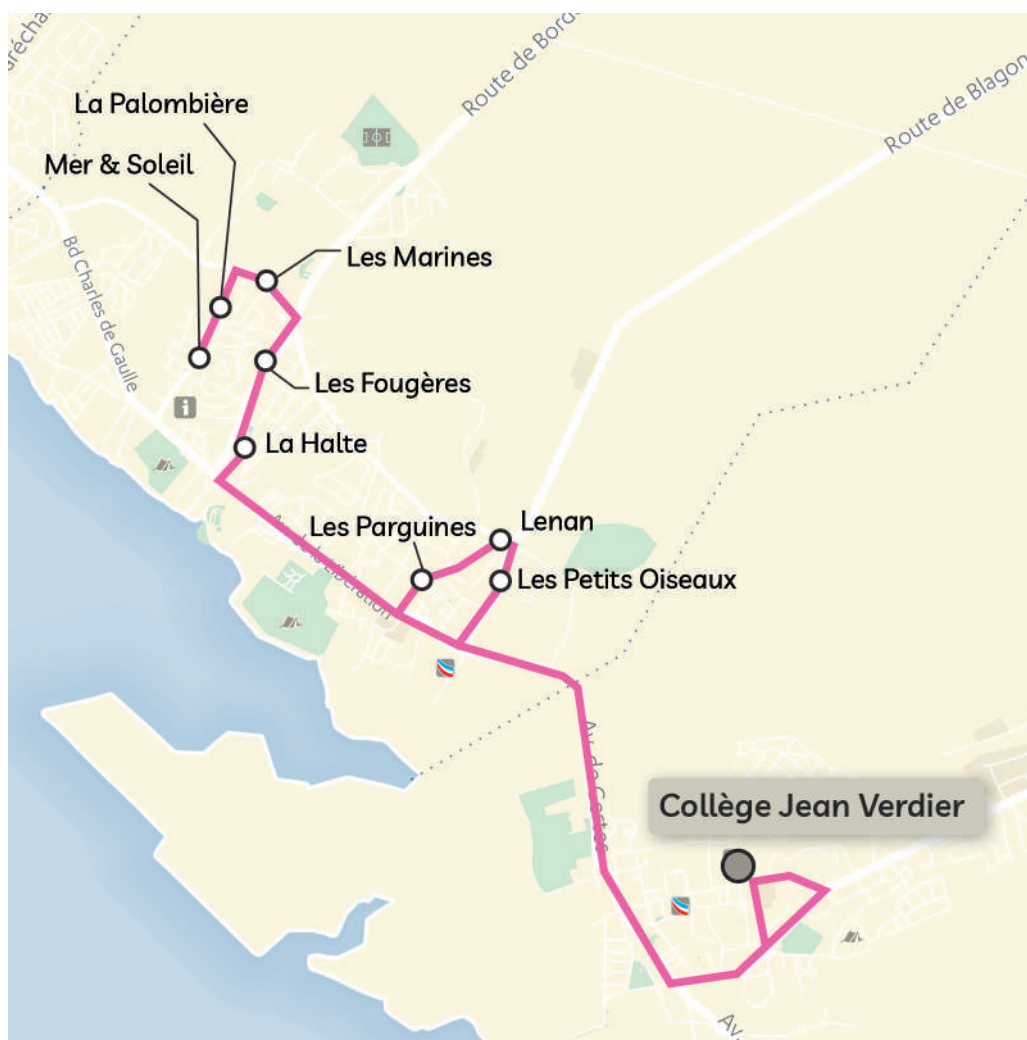 Route de Bord
Route de Blagon
La Palombière
Mer & Soleil
Les Marines
Bd Charles de Gaulle
Les Fougères
La Halte
Les Parguines
Lenan
Les Petits Oiseaux
de la Libération
Av. de Certes
Collège Jean Verdier
Av.